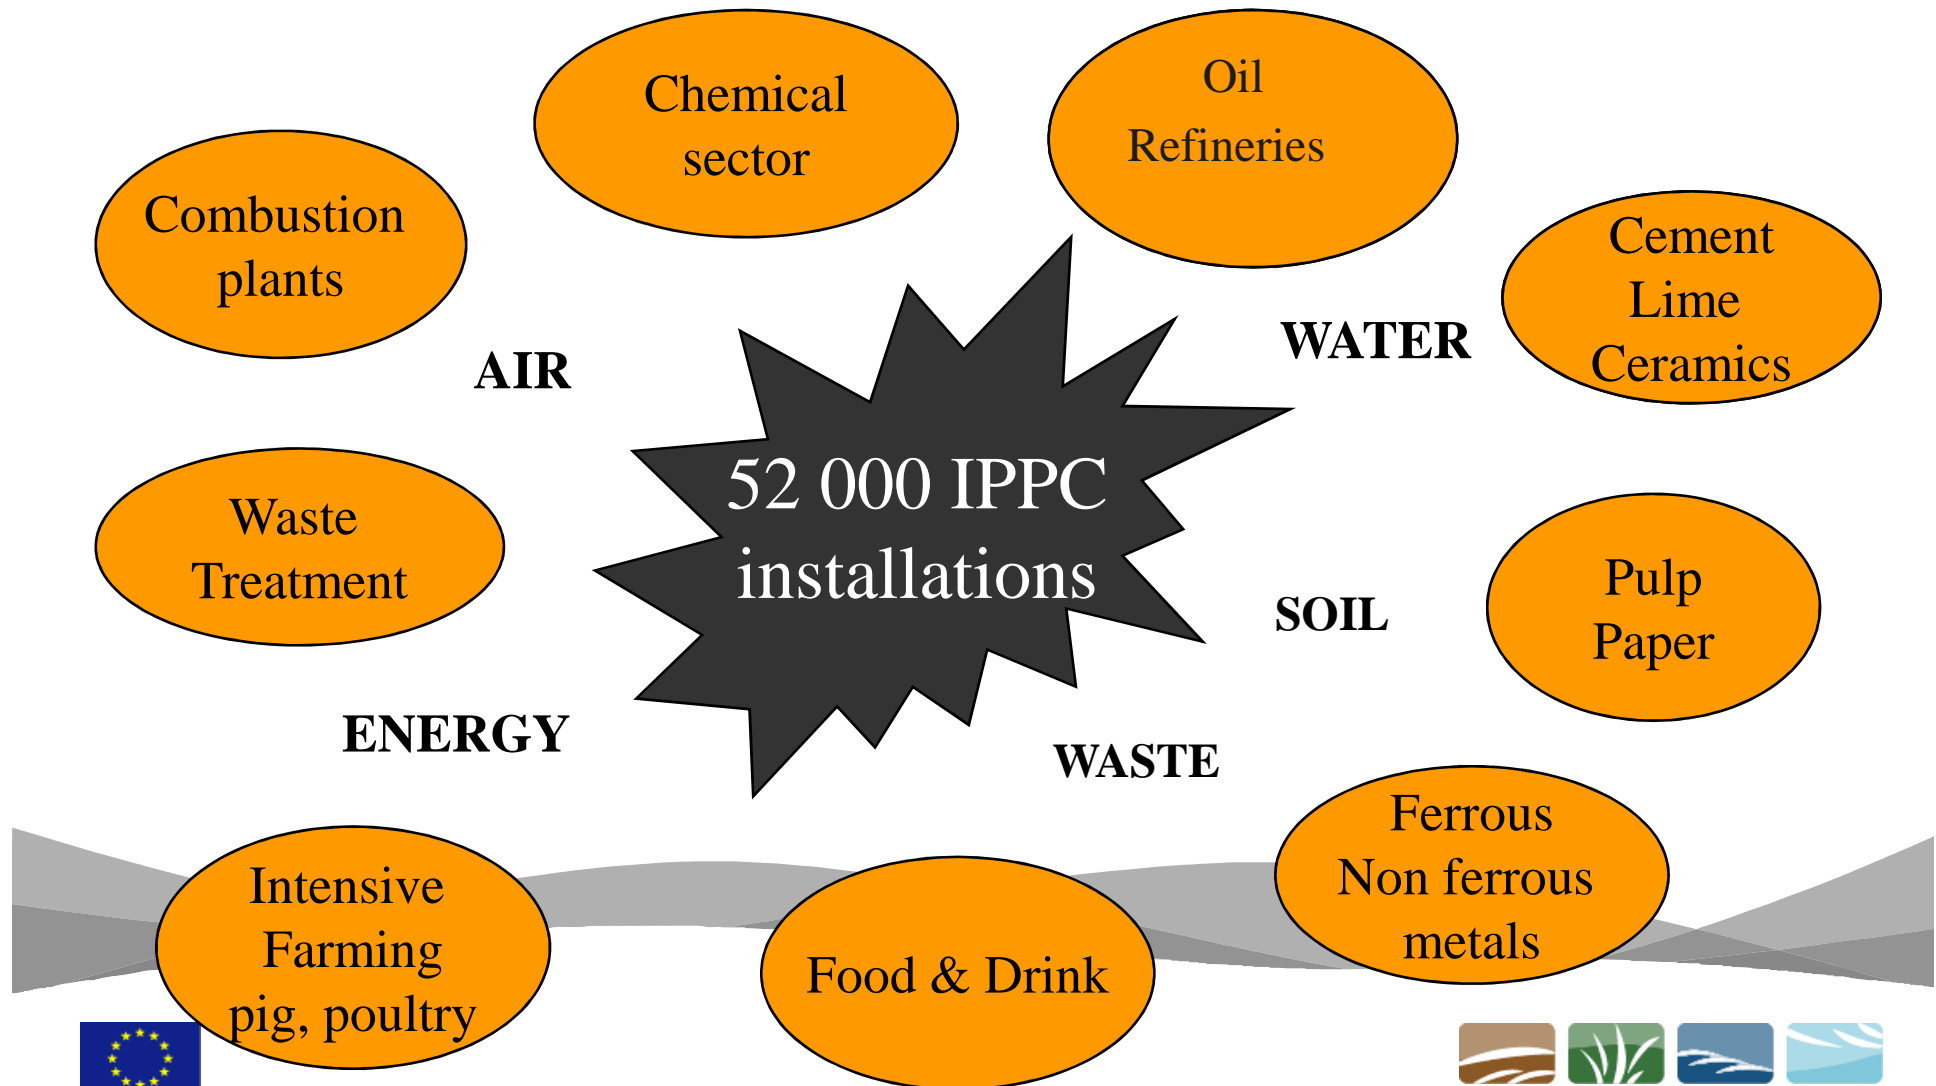 Chemical
sector
Oil
Refineries
Combustion
plants
Cement
Lime
Ceramics
AIR
WATER
52 000 IPPC
installations
Waste
Treatment
SOIL
Pulp
Paper
ENERGY
WASTE
Ferrous
Non ferrous
metals
Intensive
Farming
pig, poultry
Food & Drink